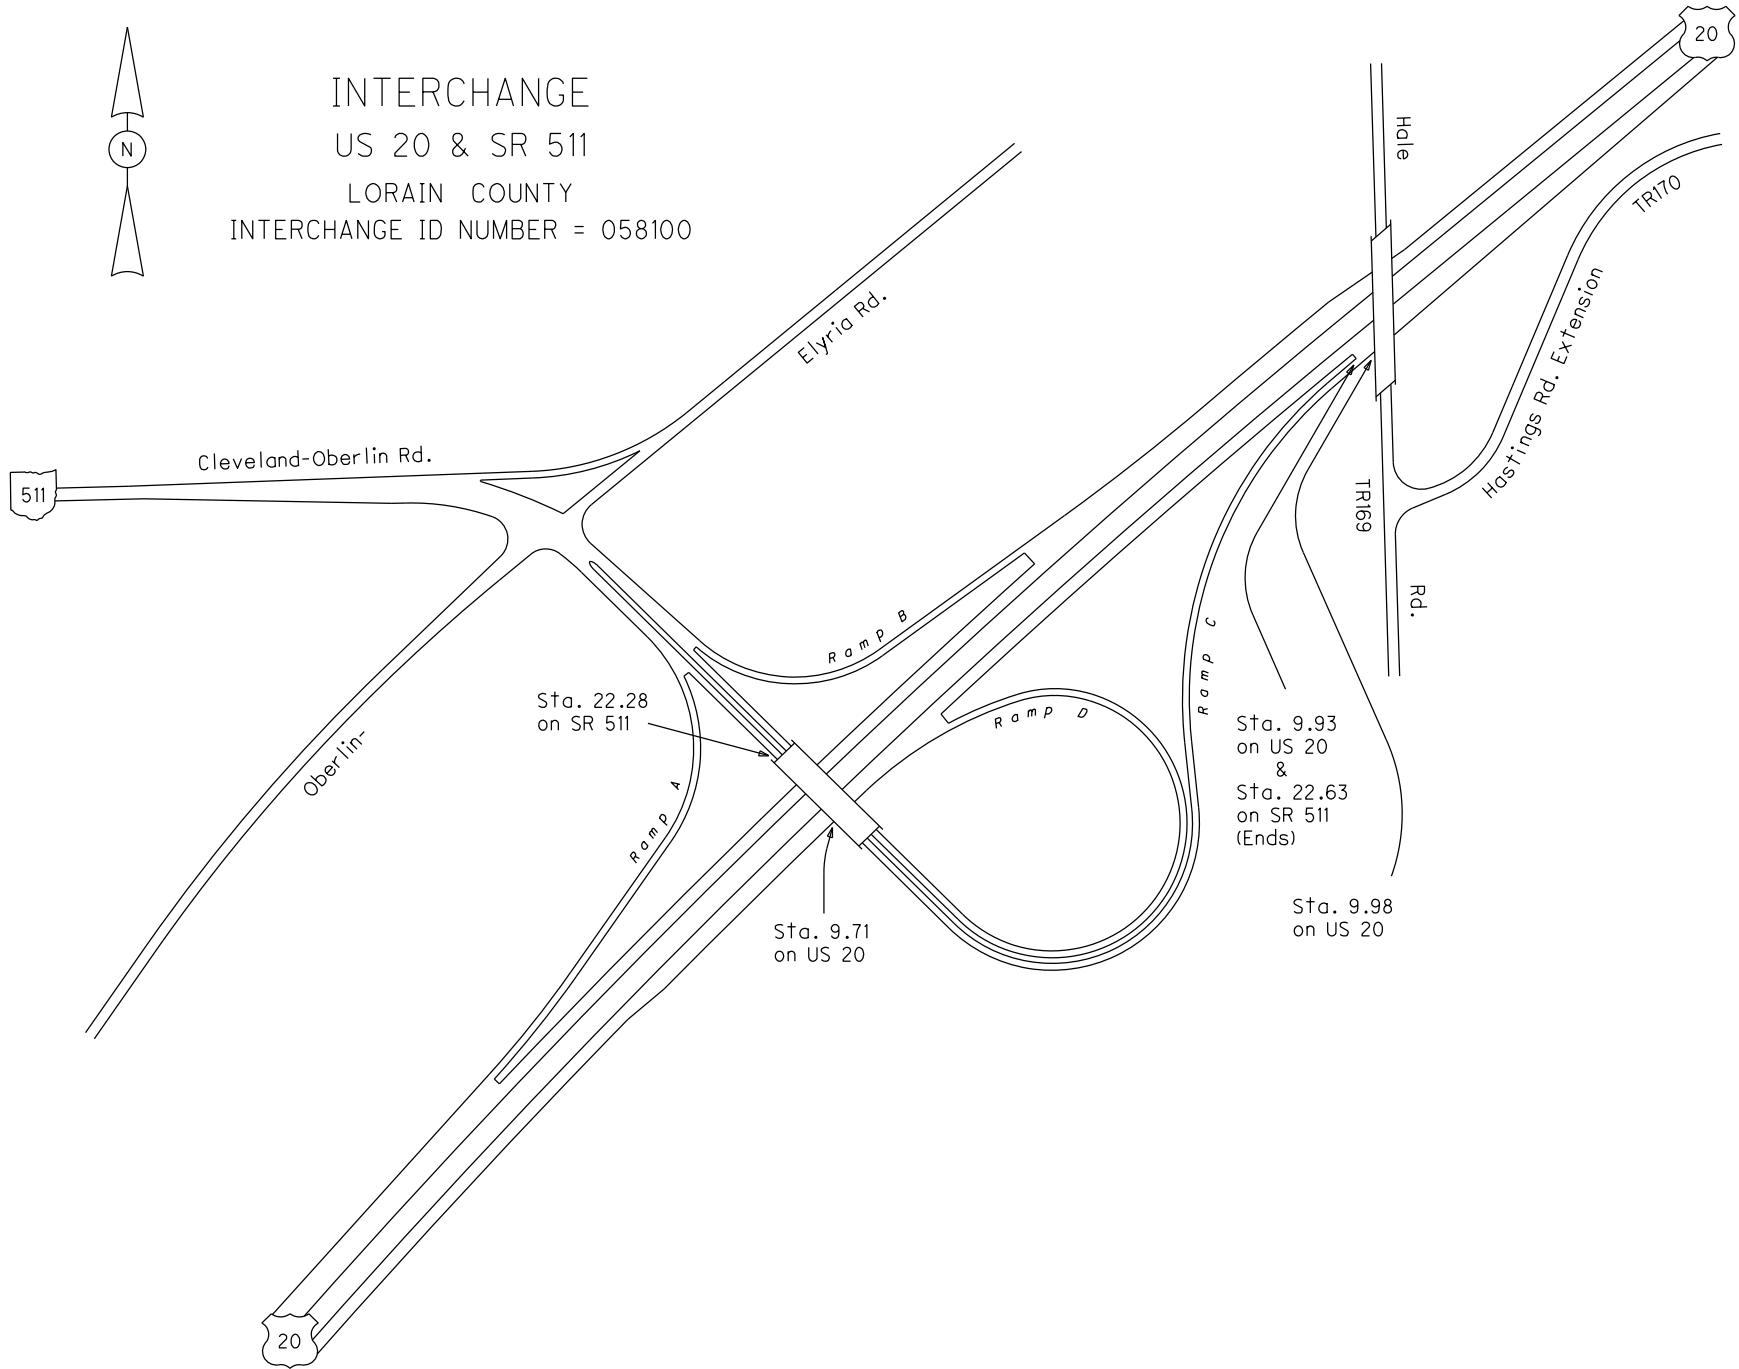 INTERCHANGE
US 20 & SR 511
LORAIN COUNTY
INTERCHANGE ID NUMBER = 058100
N
20
Hale
TR170
Elyria Rd.
Hastings Rd. Extension
Cleveland-Oberlin Rd.
511
TR169
Rd.
Ramp B
Ramp C
Sta. 22.28
on SR 511
Ramp D
Oberlin-
Ramp A
Sta. 9.93
on US 20
&
Sta. 22.63
on SR 511
(Ends)
Sta. 9.71
on US 20
Sta. 9.98
on US 20
20